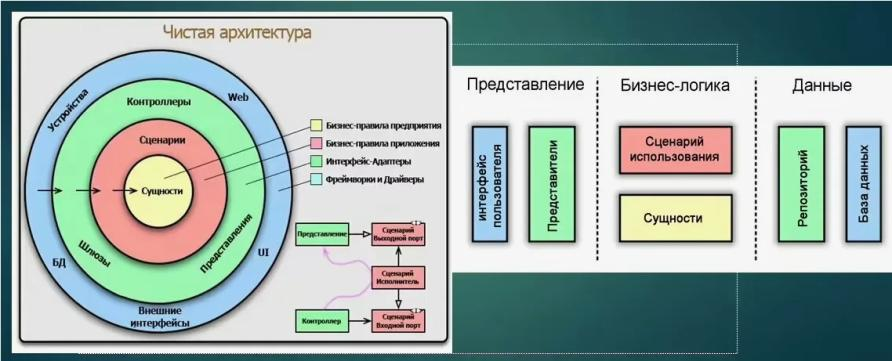 Чистая архитектура
Устройства
Web
Контроллеры
Сценарии
Сущности
Шлюзы
Представления
БД
UI
Внешние
интерфейсы
Бизнес-правила предприятия
Бизнес-правила приложения
Интерфейс-Адаптеры
Фреймворки и Драйверы
Представление
Сценарий
Выходной порт
Сценарий
Исполнитель
Контроллер
Сценарий
Входной порт
Представление
Бизнес-логика
Данные
интерфейс
пользователя
Представители
Сценарий
использования
Сущности
Репозиторий
База данных